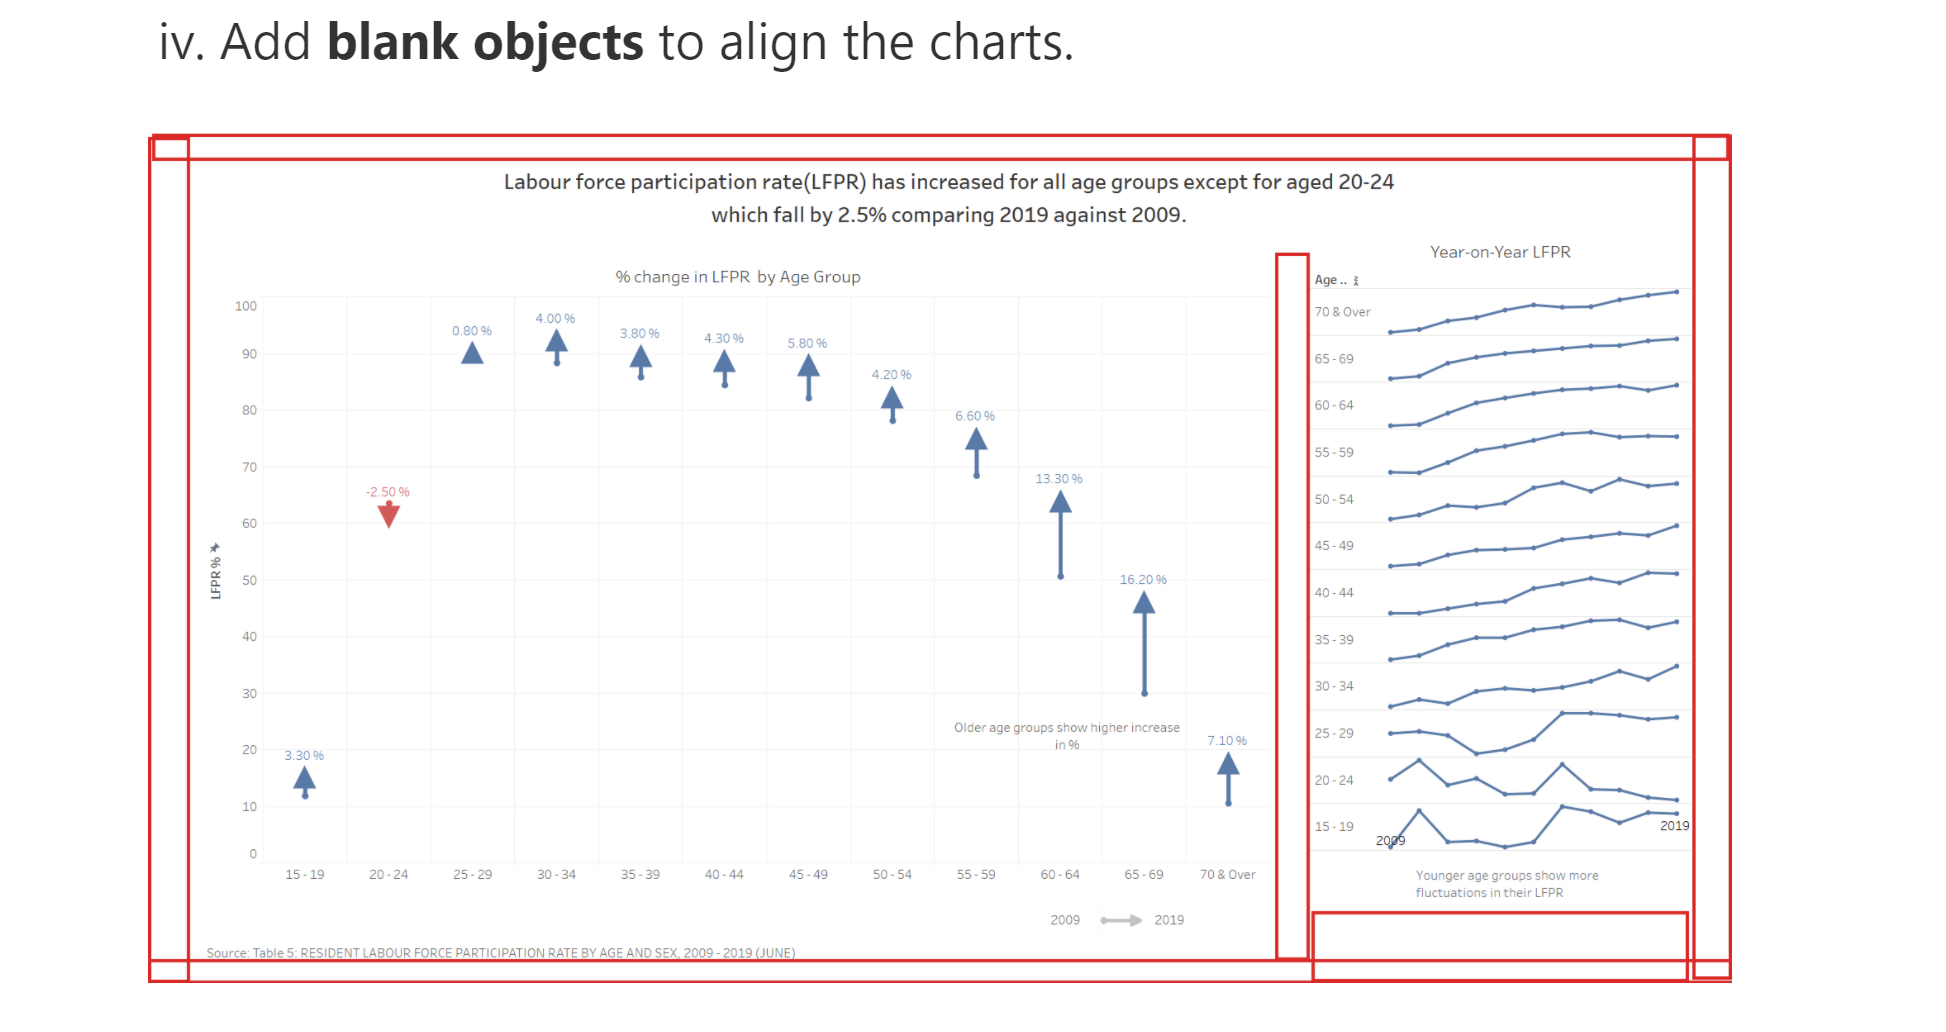 iv. Add blank objects to align the charts.
Labour force participation rate(LFPR) has increased for all age groups except for aged 20-24
which fall by 2.5% comparing 2019 against 2009.
% change in LFPR by Age Group
LFPR %
100
90
80
70
60
50
40
30
20
10
0
3.30 %
-2.50 %
0.80 %
4.00 %
3.80 %
4.30 %
5.80 %
4.20 %
6.60 %
13.30 %
16.20 %
7.10 %
Older age groups show higher increase
in %
15 - 19 20 - 24 25 - 29 30 - 34 35 - 39 40 - 44 45 - 49 50 - 54 55 - 59 60 - 64 65 - 69 70 & Over
2009 2019
Source: Table 5: RESIDENT LABOUR FORCE PARTICIPATION RATE BY AGE AND SEX, 2009 - 2019 (JUNE)
Year-on-Year LFPR
Age ..
70 & Over
65 - 69
60 - 64
55 - 59
50 - 54
45 - 49
40 - 44
35 - 39
30 - 34
25 - 29
20 - 24
15 - 19
2009 2019
Younger age groups show more
fluctuations in their LFPR